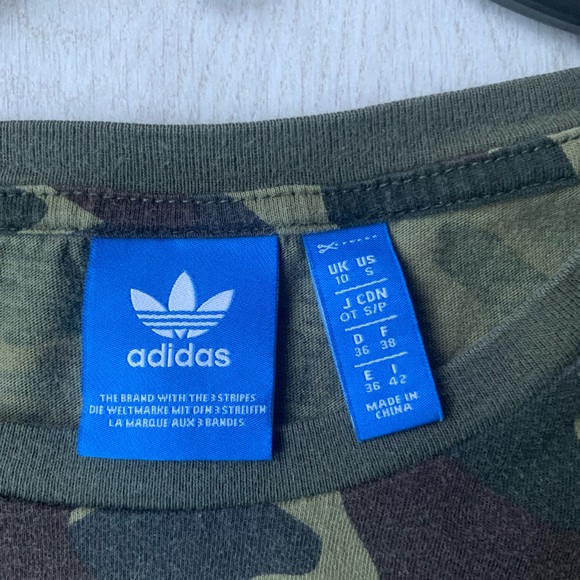 adidas
THE BRAND WITH THE 3 STRIPES
DIE WELTMARKE MIT DEN 3 STREIFEN
LA MARQUE AUX 3 BANDES
UK US
10 S
J CDN
OT S/P
D F
36 38
E I
36 42
MADE IN
CHINA